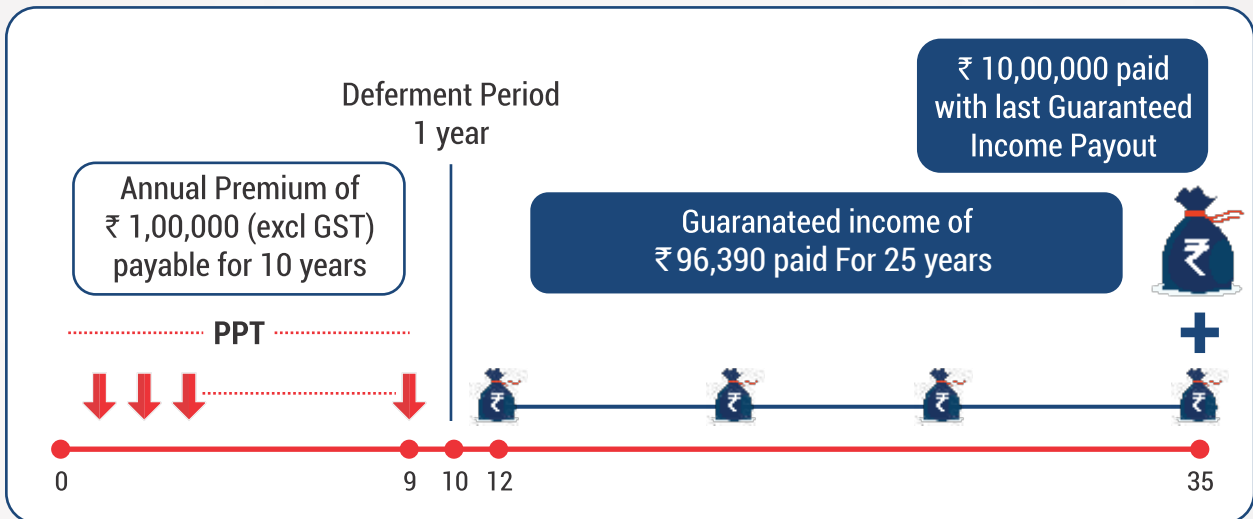 ₹ 10,00,000 paid
with last Guaranteed
Income Payout
Deferment Period
1 year
Annual Premium of
₹ 1,00,000 (excl GST)
payable for 10 years
Guaranateed income of
₹ 96,390 paid For 25 years
₹
PPT
+
₹
₹
₹
₹
0
9
10
12
35